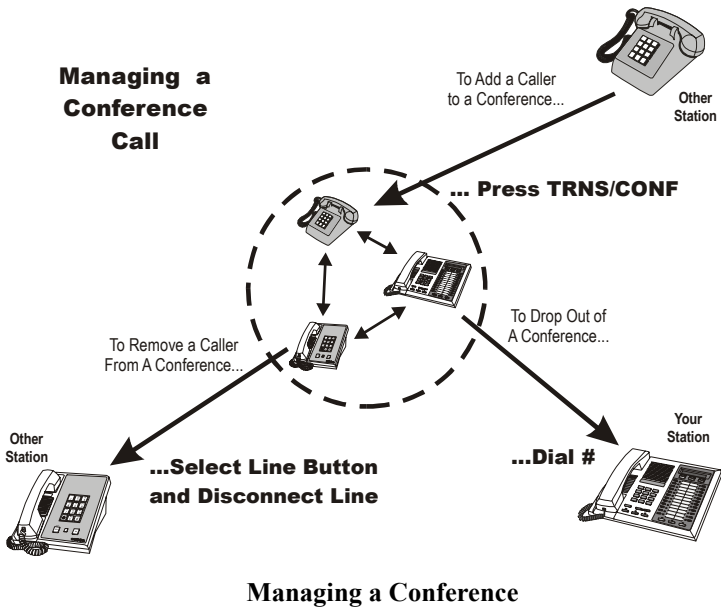 Managing a
Conference
Call
To Add a Caller
to a Conference...
Other
Station
... Press TRNS/CONF
To Drop Out of
A Conference...
To Remove a Caller
From A Conference...
Your
Station
Other
Station
...Select Line Button
and Disconnect Line
...Dial #
Managing a Conference